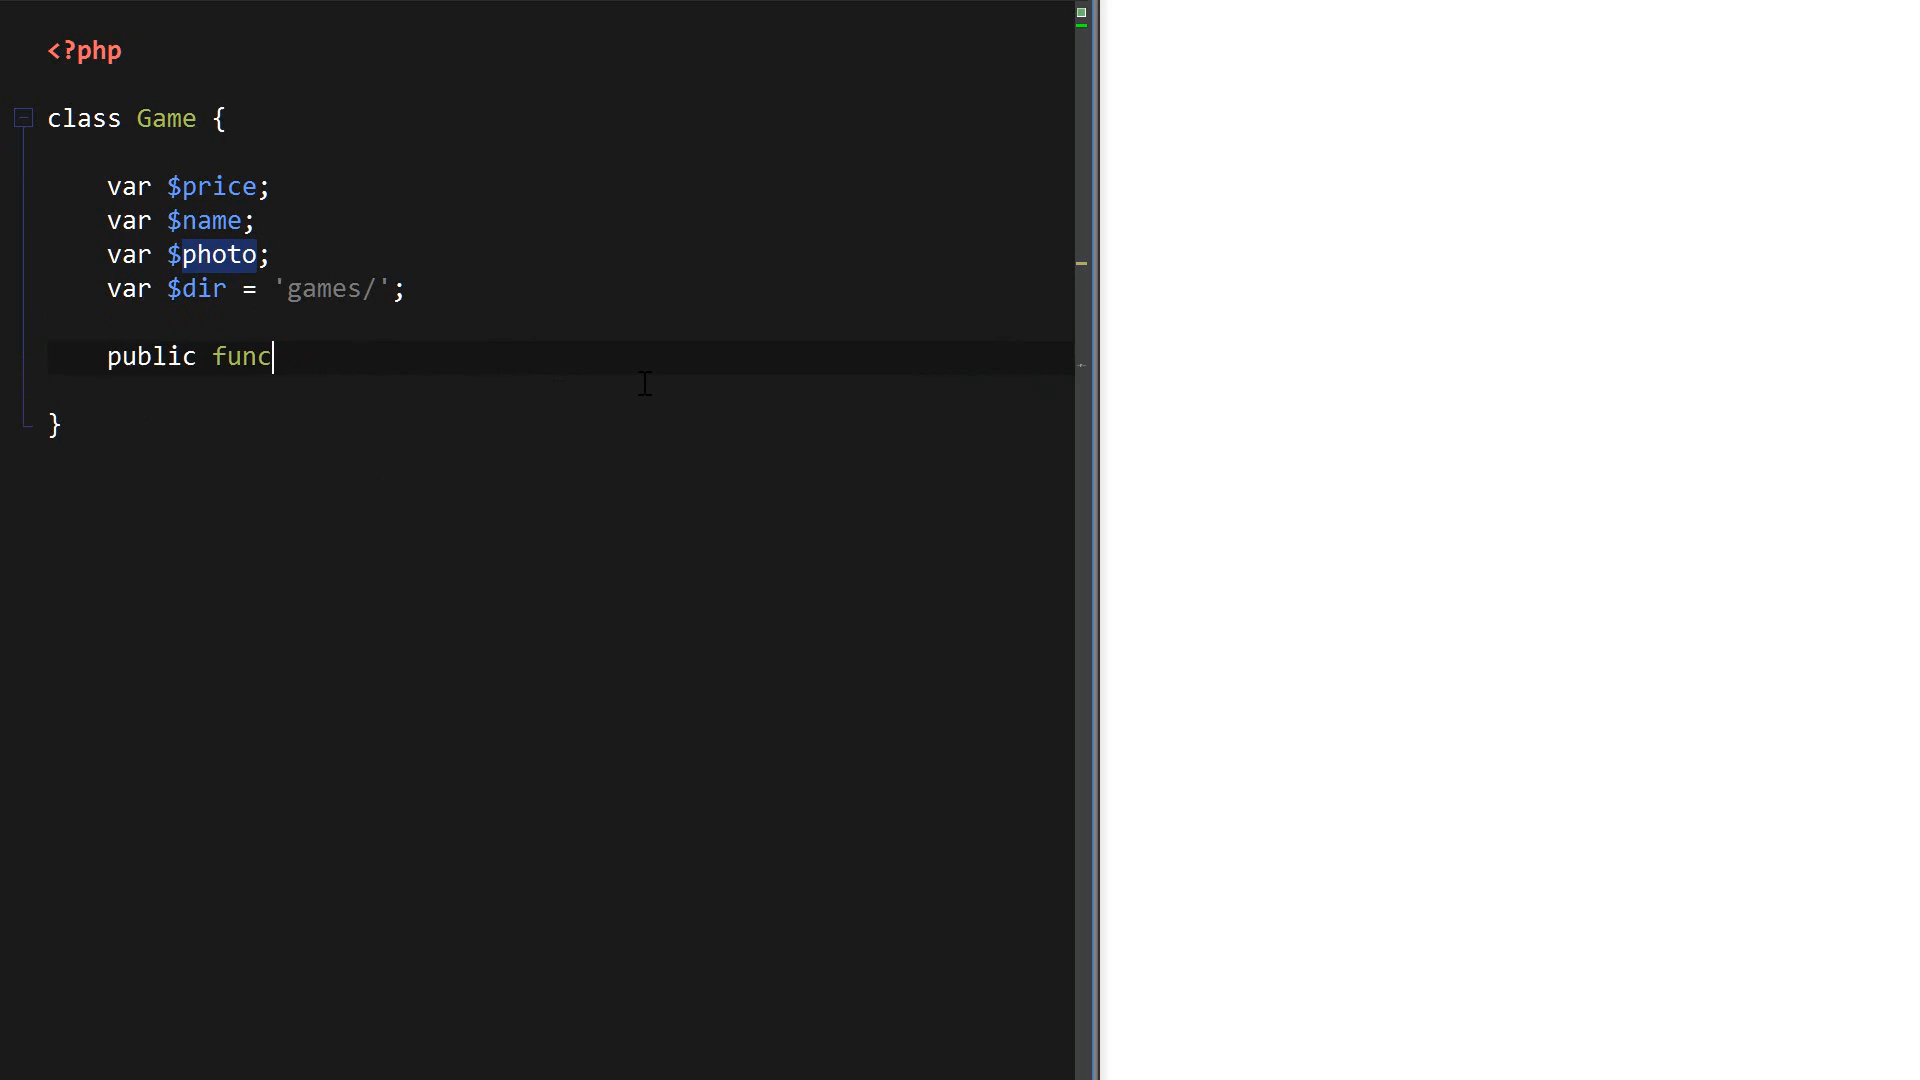 <?php
class Game {
var $price;
var $name;
var $photo;
var $dir = 'games/';
public func
}